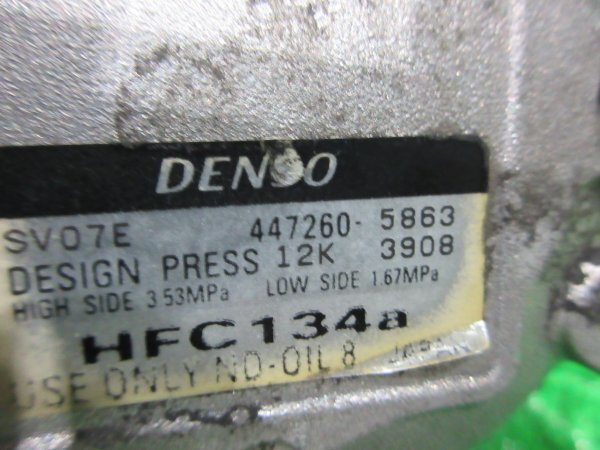 DENSO
SV07E 447260-5863
DESIGN PRESS 12K 3908
HIGH SIDE 3.53MPa LOW SIDE 1.67MPa
HFC134a
USE ONLY ND-OIL 8 JAPAN